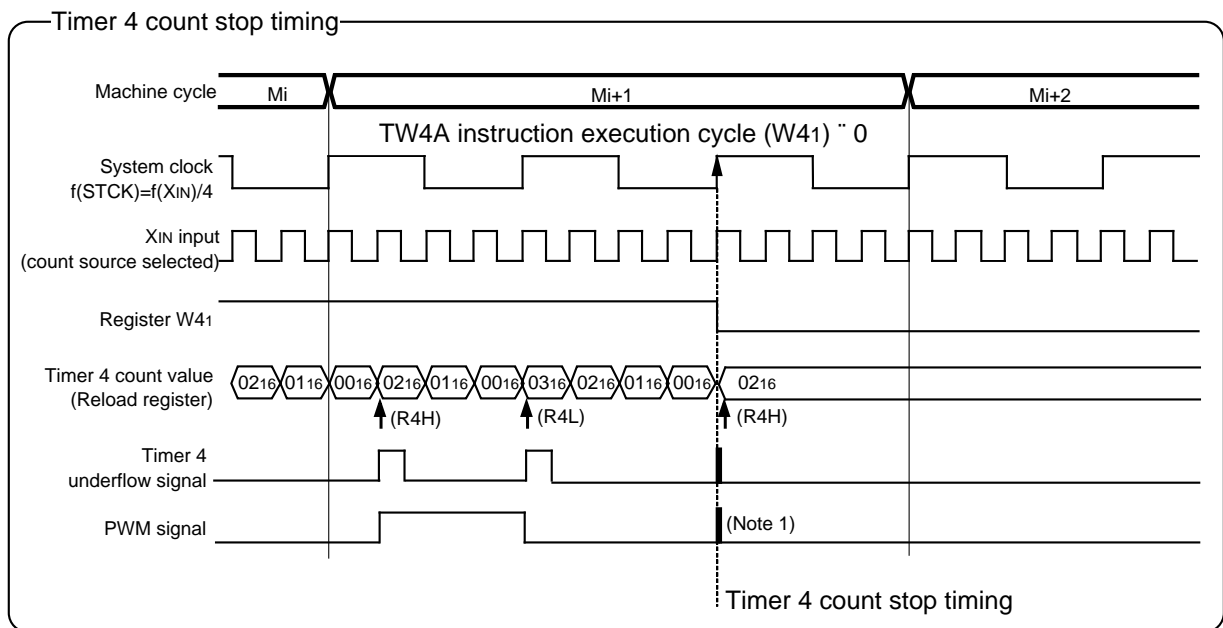 Timer 4 count stop timing
Machine cycle
Mi
Mi+1
Mi+2
TW4A instruction execution cycle (W41) ¨ 0
System clock
f(STCK)=f(XIN)/4
XIN input
(count source selected)
Register W41
Timer 4 count value
(Reload register)
0216 0116 0016 0216 0116 0016 0316 0216 0116 0016 0216
(R4H) (R4L) (R4H)
Timer 4
underflow signal
PWM signal
(Note 1)
Timer 4 count stop timing